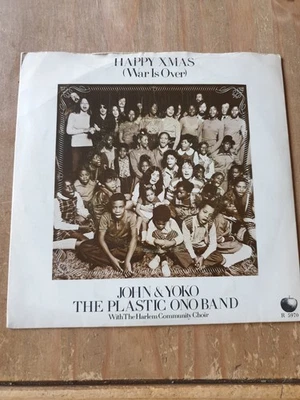 HAPPY XMAS
(War Is Over)
JOHN & YOKO
THE PLASTIC ONO BAND
With The Harlem Community Choir
R 5970